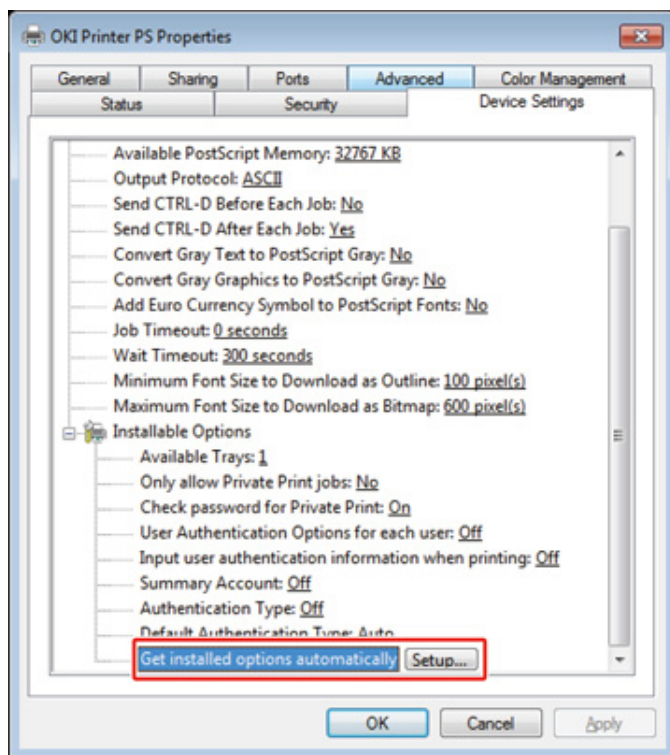 OKI Printer PS Properties
General Sharing Ports Advanced Color Management
Status Security Device Settings
Available PostScript Memory: 32767 KB
Output Protocol: ASCII
Send CTRL-D Before Each Job: No
Send CTRL-D After Each Job: Yes
Convert Gray Text to PostScript Gray: No
Convert Gray Graphics to PostScript Gray: No
Add Euro Currency Symbol to PostScript Fonts: No
Job Timeout: 0 seconds
Wait Timeout: 300 seconds
Minimum Font Size to Download as Outline: 100 pixel(s)
Maximum Font Size to Download as Bitmap: 600 pixel(s)
Installable Options
Available Trays: 1
Only allow Private Print jobs: No
Check password for Private Print: On
User Authentication Options for each user: Off
Input user authentication information when printing: Off
Summary Account: Off
Authentication Type: Off
Default Authentication Type: Auto
Get installed options automatically Setup...
OK Cancel Apply